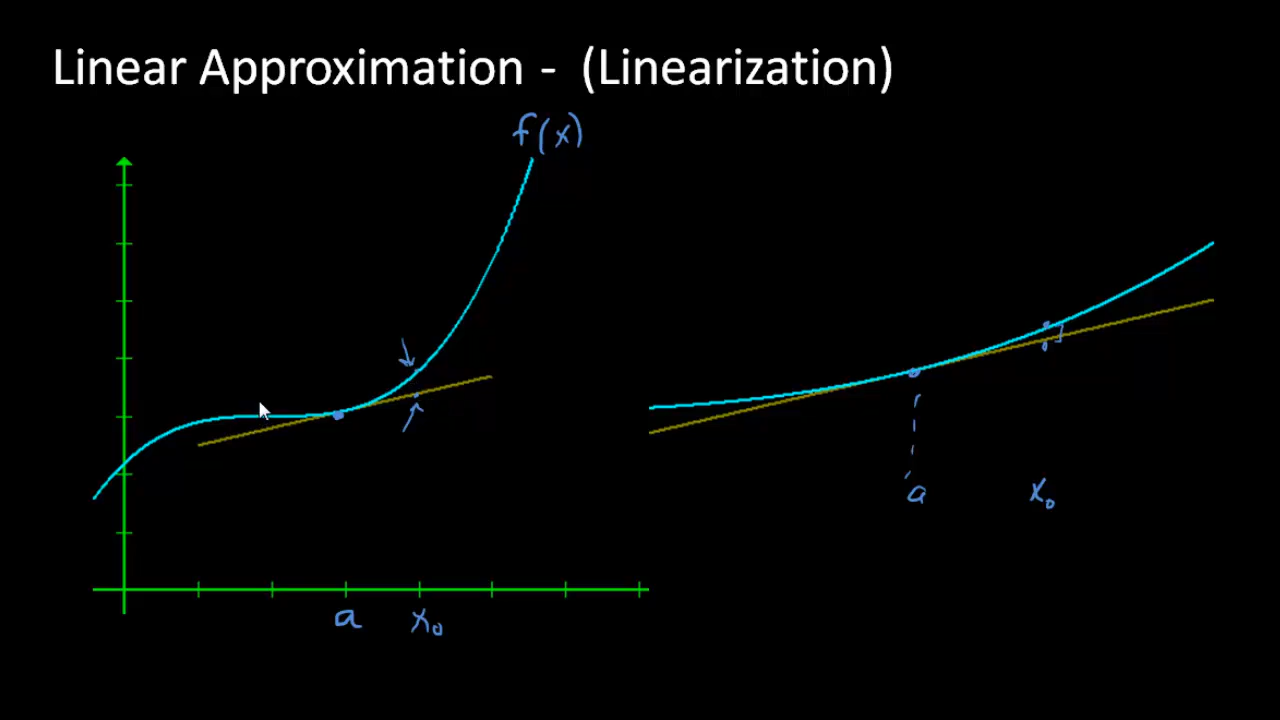 Linear Approximation - (Linearization)
f(x)
a x₀
a x₀